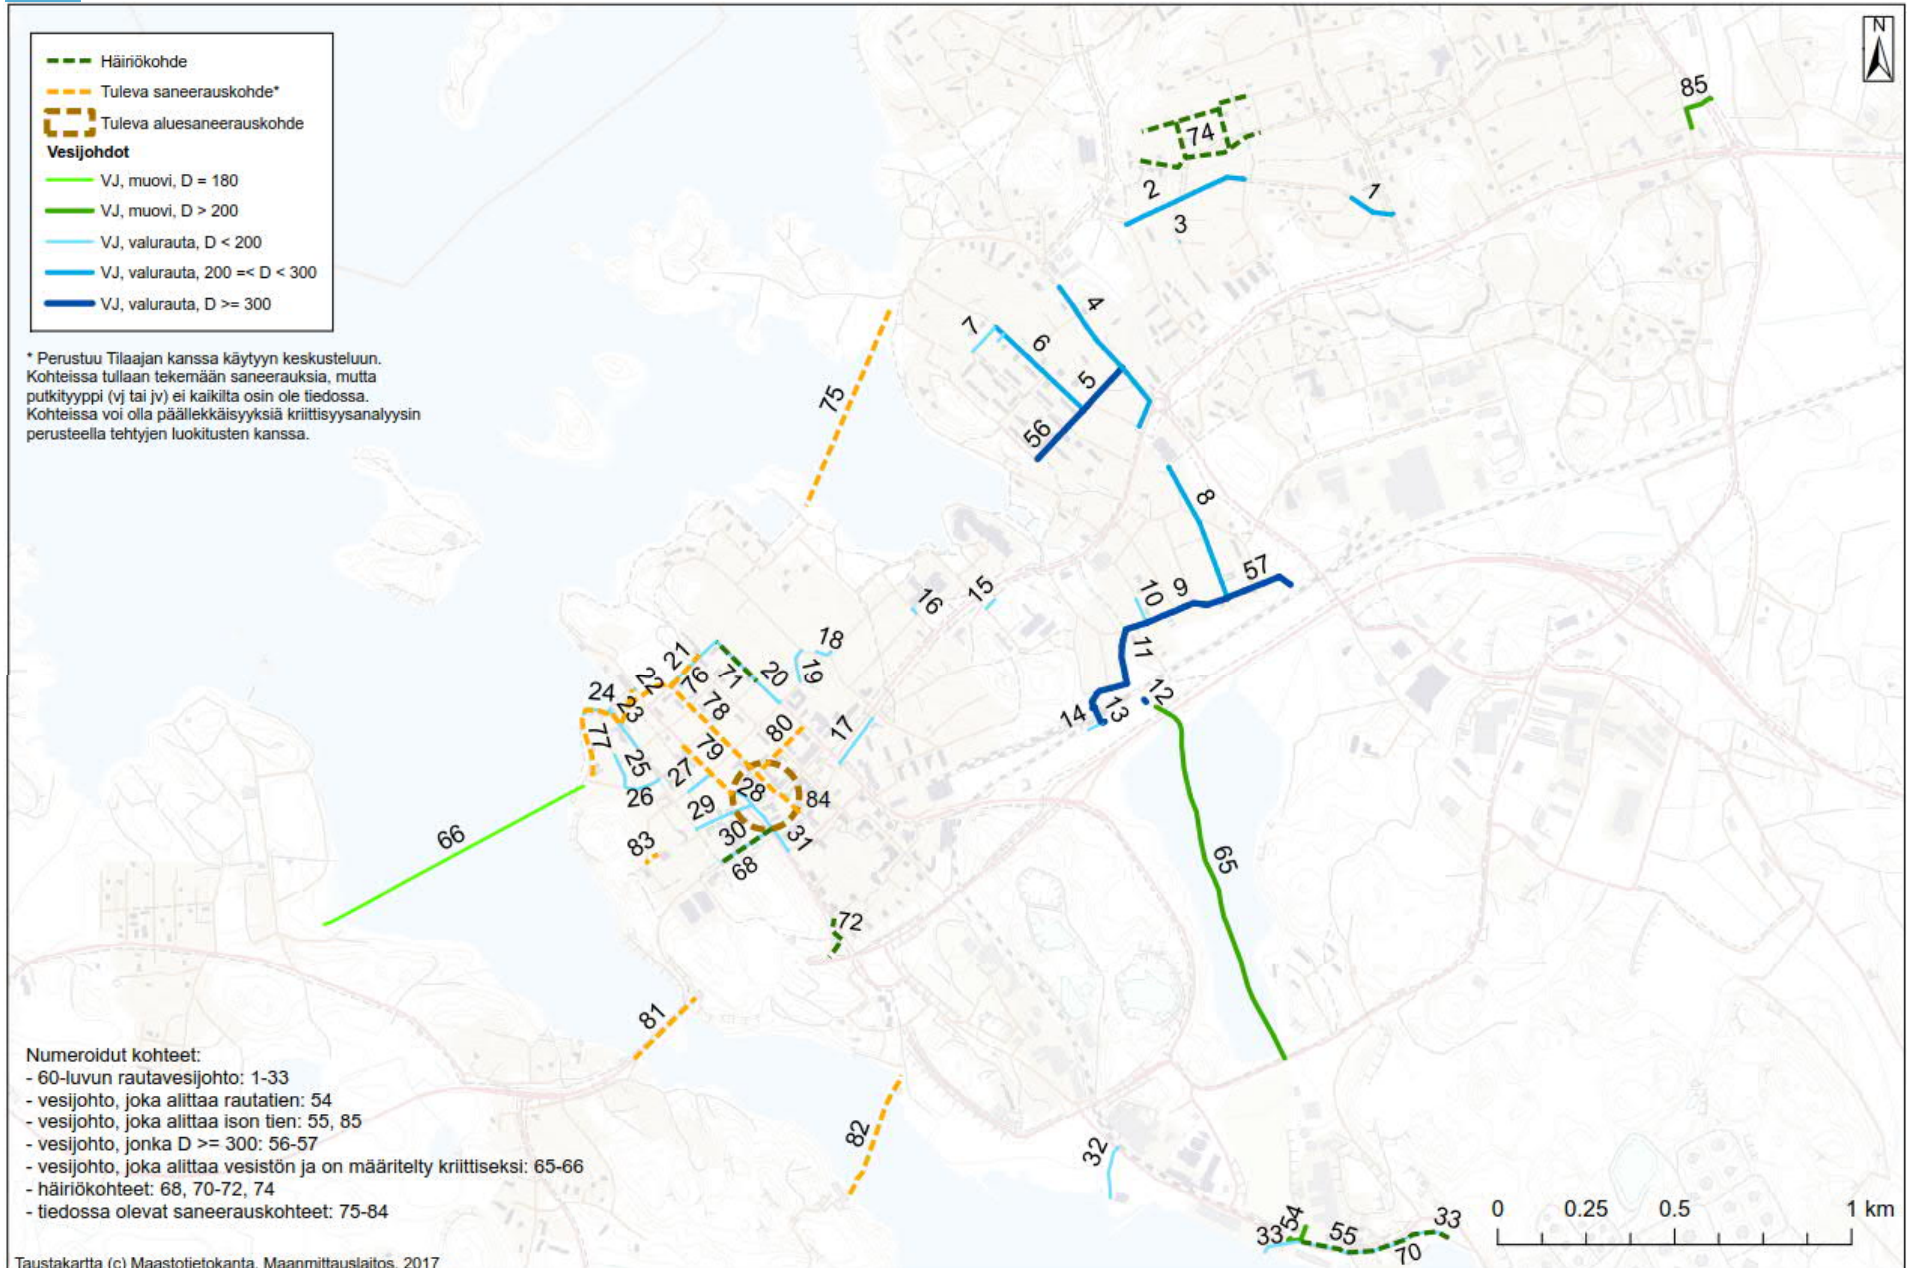 Häiriökohde
Tuleva saneerauskohde*
Tuleva aluesaneerauskohde
Vesijohdot
VJ, muovi, D = 180
VJ, muovi, D > 200
VJ, valurauta, D < 200
VJ, valurauta, 200 =< D < 300
VJ, valurauta, D >= 300
* Perustuu Tilaajan kanssa käytyyn keskusteluun.
Kohteissa tullaan tekemään saneerauksia, mutta
putkityyppi (vj tai jv) ei kaikilta osin ole tiedossa.
Kohteissa voi olla päällekkäisyyksiä kriittisyysanalyysin
perusteella tehtyjen luokitusten kanssa.
N
85
74
2
1
3
4
7
6
5
75
56
8
57
10
9
15
16
11
18
21
22
76
71
20
19
12
24
23
78
13
14
80
17
77
79
25
27
28
26
84
29
30
31
66
83
68
65
72
81
82
32
54
33
55
33
70
Numeroidut kohteet:
- 60-luvun rautavesijohto: 1-33
- vesijohto, joka alittaa rautatien: 54
- vesijohto, joka alittaa ison tien: 55, 85
- vesijohto, jonka D >= 300: 56-57
- vesijohto, joka alittaa vesistön ja on määritelty kriittiseksi: 65-66
- häiriökohteet: 68, 70-72, 74
- tiedossa olevat saneerauskohteet: 75-84
0 0.25 0.5 1 km
Taustakartta (c) Maastotietokanta, Maanmittauslaitos, 2017